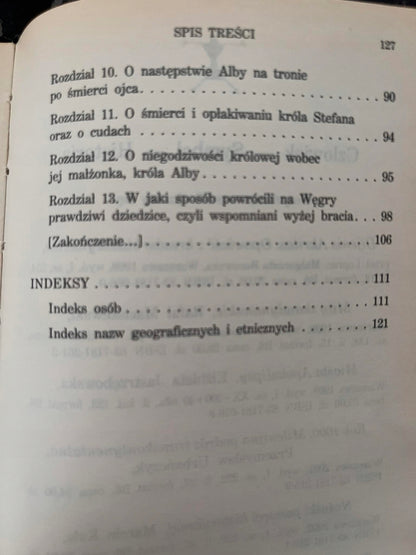 SPIS TREŚCI
127
Rozdział 10. O następstwie Alby na tronie
po śmierci ojca . . . . . . . . . . . . . . . . . . . . 90
Rozdział 11. O śmierci i opłakiwaniu króla Stefana
oraz o cudach . . . . . . . . . . . . . . . . . . . . 94
Rozdział 12. O niegodziwości królowej wobec
jej małżonka, króla Alby . . . . . . . . . . . . . . 95
Rozdział 13. W jaki sposób powrócili na Węgry
prawdziwi dziedzice, czyli wspomniani wyżej bracia . . . 98
[Zakończenie...] . . . . . . . . . . . . . . . . . . . 106
INDEKSY . . . . . . . . . . . . . . . . . . . . . . 111
Indeks osób . . . . . . . . . . . . . . . . . . . . . 111
Indeks nazw geograficznych i etnicznych . . . . . . . . 121